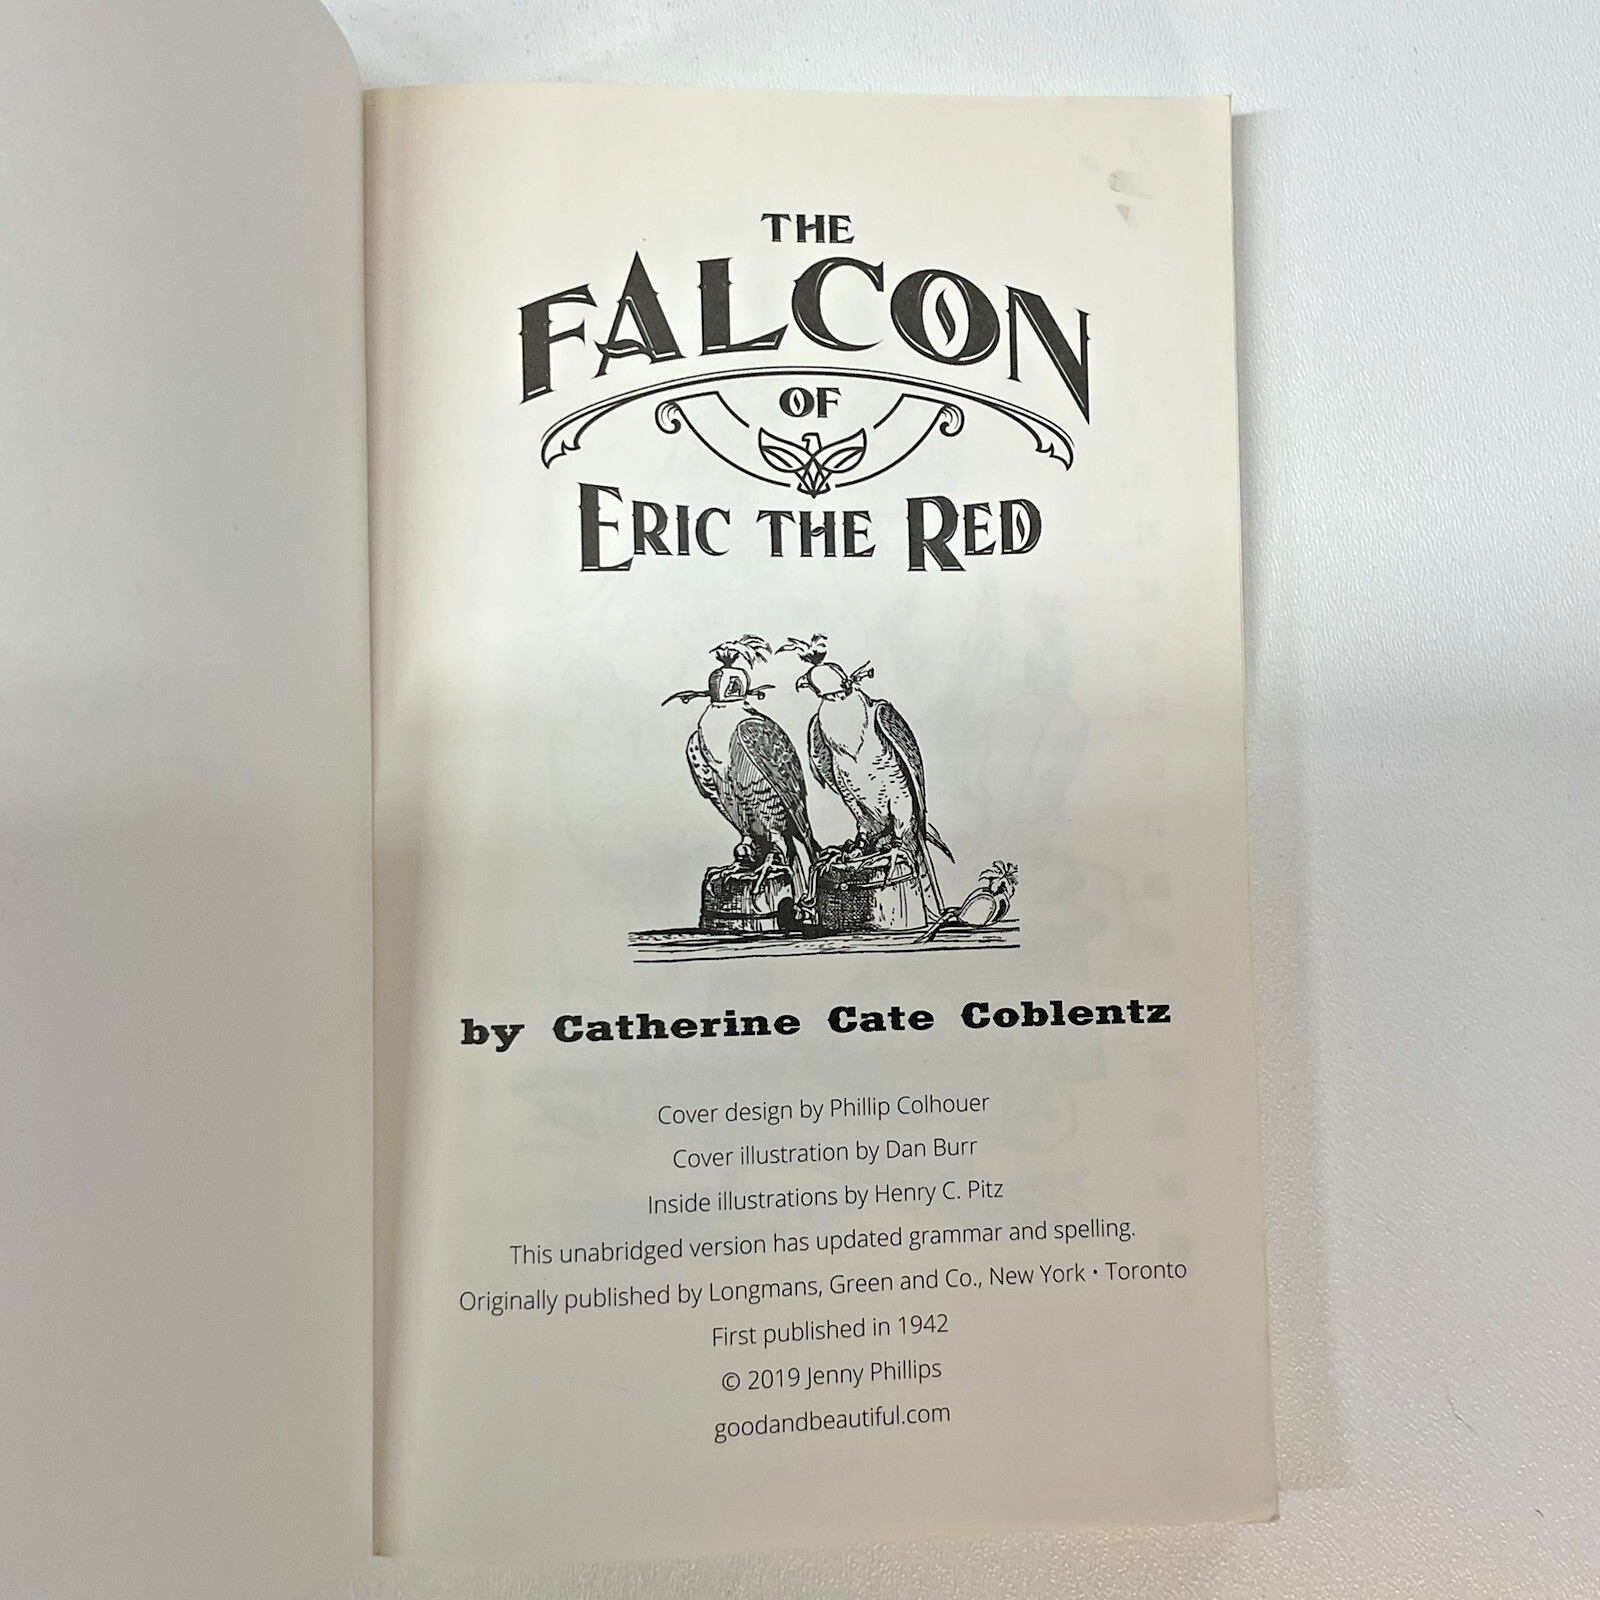 THE
FALCON
OF
ERIC THE RED
by Catherine Cate Coblentz
Cover design by Phillip Colhouer
Cover illustration by Dan Burr
Inside illustrations by Henry C. Pitz
This unabridged version has updated grammar and spelling.
Originally published by Longmans, Green and Co., New York • Toronto
First published in 1942
© 2019 Jenny Phillips
goodandbeautiful.com